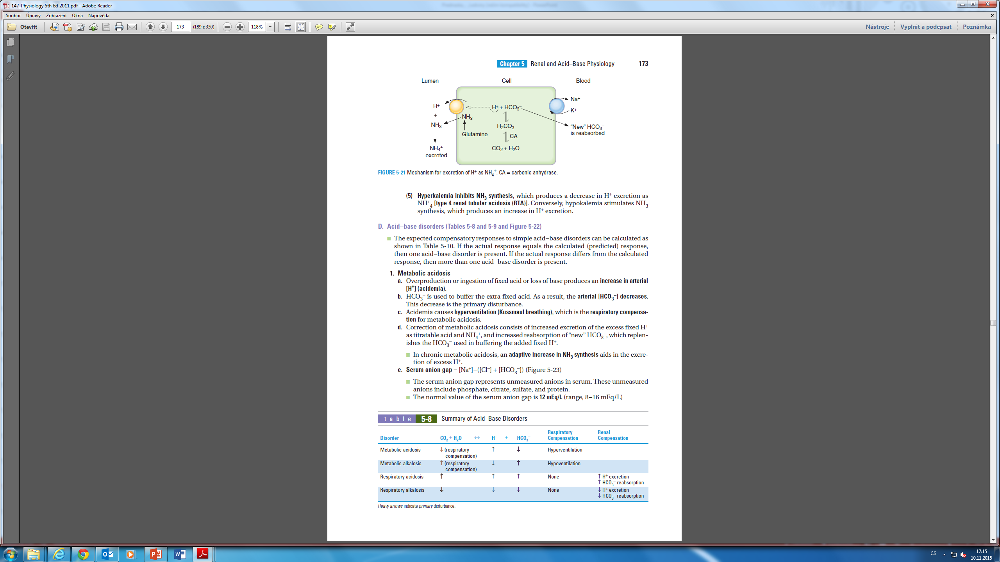 147_Physiology 5th Ed 2011.pdf - Adobe Reader
Soubor Úpravy Zobrazení Okna Nápověda
Otevřít 173 (189 z 330) 118% Nástroje Vyplnit a podepsat Poznámka
Chapter 5 Renal and Acid–Base Physiology 173
Lumen Cell Blood
Na⁺
H⁺ H⁺ + HCO₃⁻
K⁺
+ NH₃
NH₃ H₂CO₃ “New” HCO₃⁻
Glutamine CA is reabsorbed
NH₄⁺ CO₂ + H₂O
excreted
FIGURE 5-21 Mechanism for excretion of H⁺ as NH₄⁺. CA = carbonic anhydrase.
(5) Hyperkalemia inhibits NH₃ synthesis, which produces a decrease in H⁺ excretion as
NH⁺₄ [type 4 renal tubular acidosis (RTA)]. Conversely, hypokalemia stimulates NH₃
synthesis, which produces an increase in H⁺ excretion.
D. Acid–base disorders (Tables 5-8 and 5-9 and Figure 5-22)
■ The expected compensatory responses to simple acid–base disorders can be calculated as
shown in Table 5-10. If the actual response equals the calculated (predicted) response,
then one acid–base disorder is present. If the actual response differs from the calculated
response, then more than one acid–base disorder is present.
1. Metabolic acidosis
a. Overproduction or ingestion of fixed acid or loss of base produces an increase in arterial
[H⁺] (acidemia).
b. HCO₃⁻ is used to buffer the extra fixed acid. As a result, the arterial [HCO₃⁻] decreases.
This decrease is the primary disturbance.
c. Acidemia causes hyperventilation (Kussmaul breathing), which is the respiratory compensa-
tion for metabolic acidosis.
d. Correction of metabolic acidosis consists of increased excretion of the excess fixed H⁺
as titratable acid and NH₄⁺, and increased reabsorption of “new” HCO₃⁻, which replen-
ishes the HCO₃⁻ used in buffering the added fixed H⁺.
■ In chronic metabolic acidosis, an adaptive increase in NH₃ synthesis aids in the excre-
tion of excess H⁺.
e. Serum anion gap = [Na⁺]–([Cl⁻] + [HCO₃⁻]) (Figure 5-23)
■ The serum anion gap represents unmeasured anions in serum. These unmeasured
anions include phosphate, citrate, sulfate, and protein.
■ The normal value of the serum anion gap is 12 mEq/L (range, 8–16 mEq/L)
table 5-8 Summary of Acid–Base Disorders
Respiratory Renal
Disorder CO₂ + H₂O ↔ H⁺ + HCO₃⁻ Compensation Compensation
Metabolic acidosis ↓ (respiratory ↑ ↓ Hyperventilation
compensation)
Metabolic alkalosis ↑ (respiratory ↓ ↑ Hypoventilation
compensation)
Respiratory acidosis ↑ ↑ ↑ None ↑ H⁺ excretion
↑ HCO₃⁻ reabsorption
Respiratory alkalosis ↓ ↓ ↓ None ↓ H⁺ excretion
↓ HCO₃⁻ reabsorption
Heavy arrows indicate primary disturbance.
CS 17:15
10.11.2015